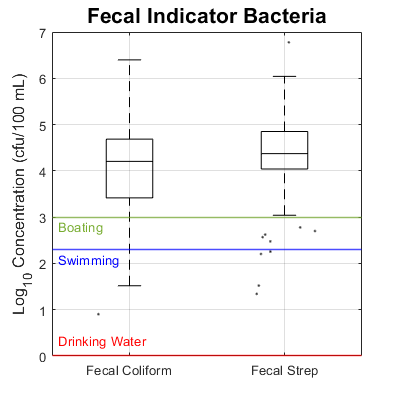 Fecal Indicator Bacteria
Log10 Concentration (cfu/100 mL)
7
6
5
4
3
2
1
0
Boating
Swimming
Drinking Water
Fecal Coliform
Fecal Strep